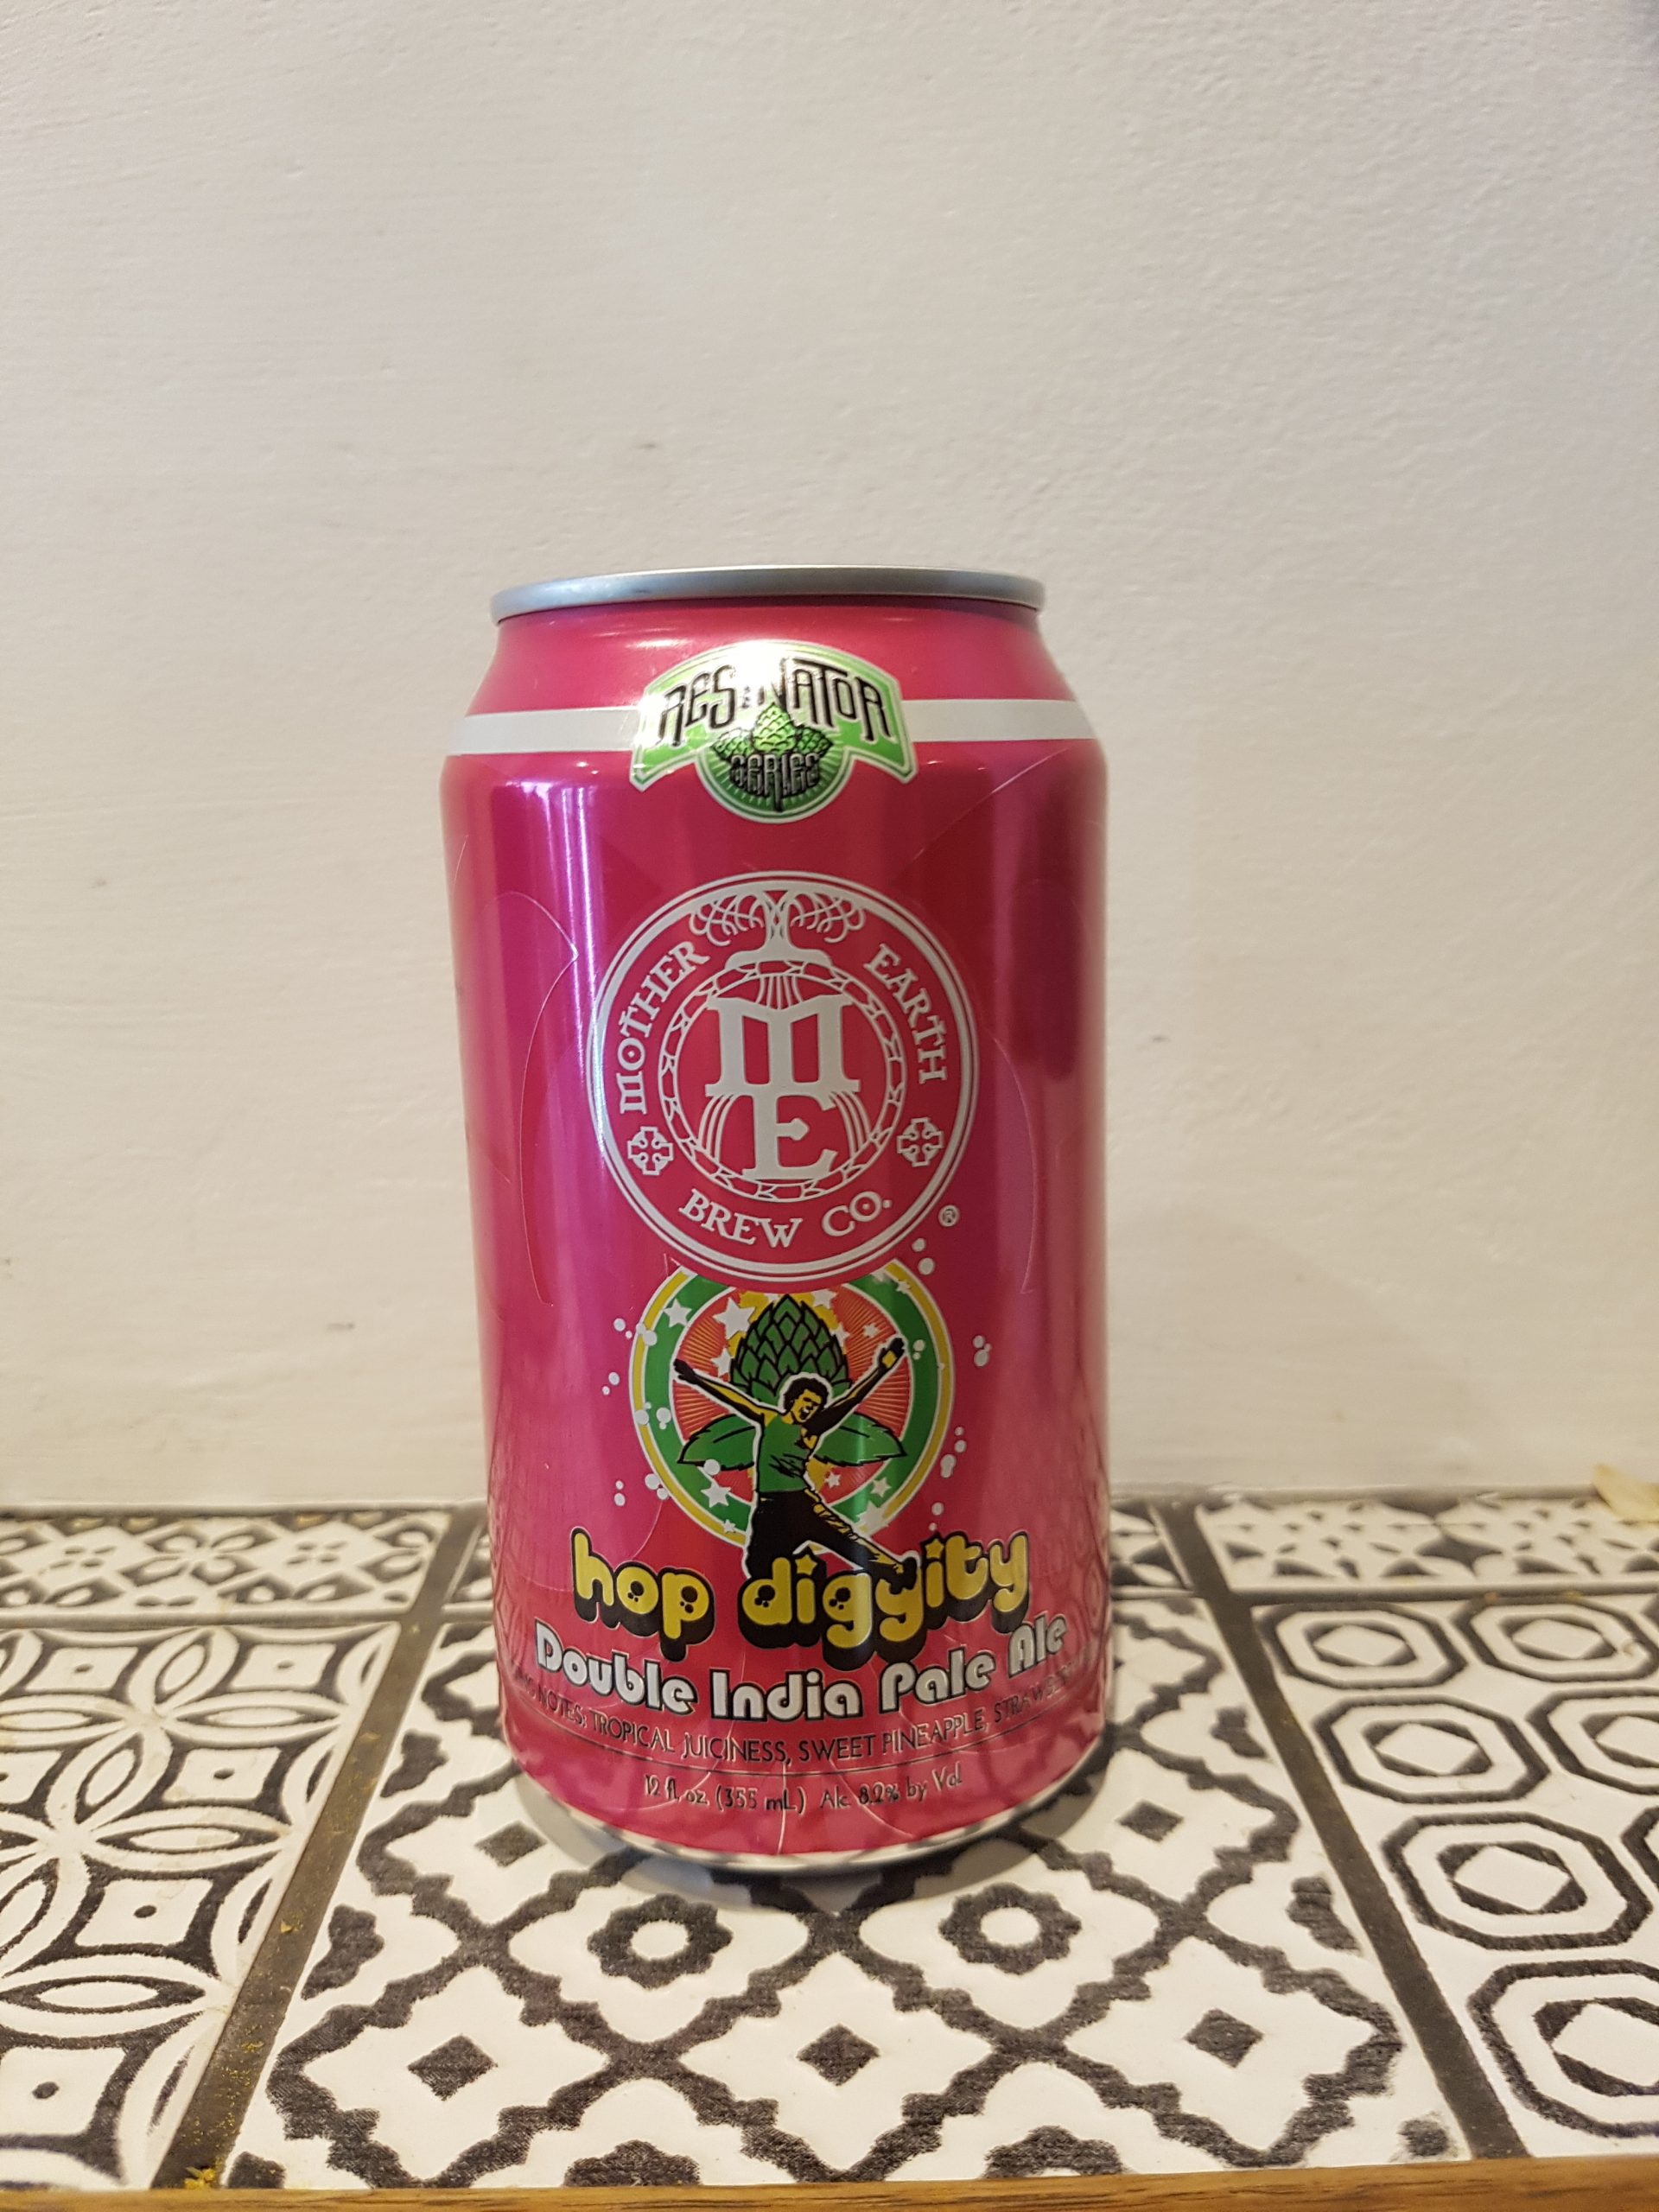 RESINATOR
SERIES
MOTHER EARTH
ME
BREW CO.
®
hop diggity
Double India Pale Ale
NOTES: TROPICAL JUICINESS, SWEET PINEAPPLE,
12 fl. oz. (355 mL) Alc. 8.2% by Vol